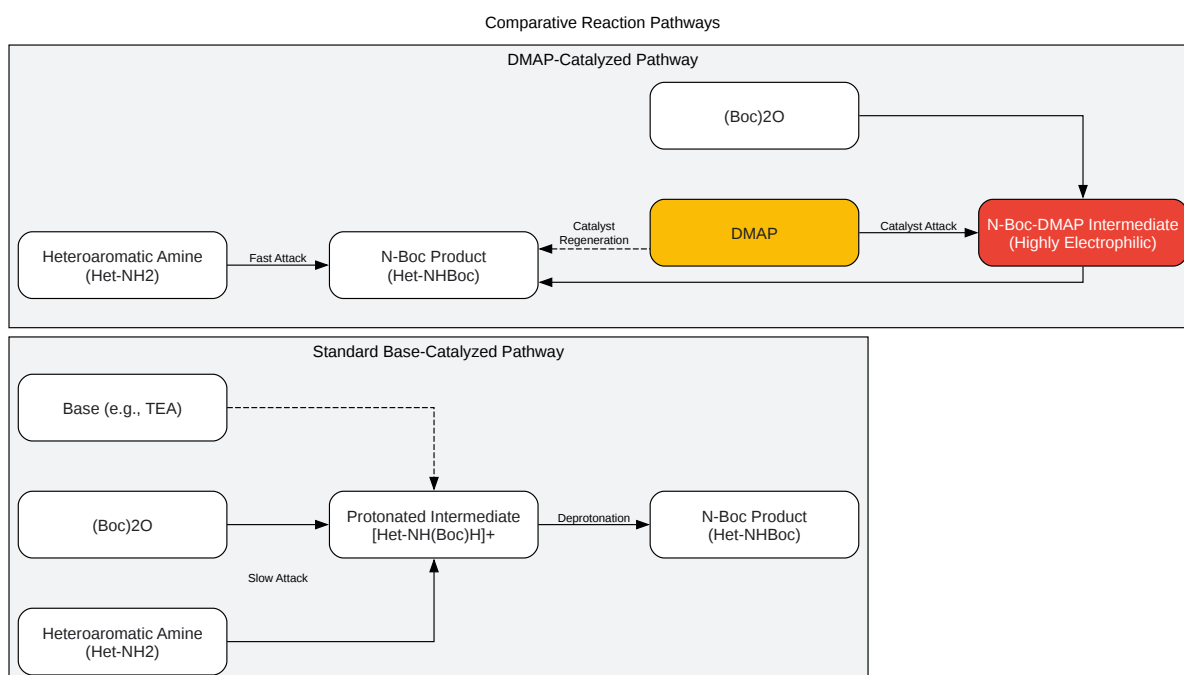 Comparative Reaction Pathways
DMAP-Catalyzed Pathway
(Boc)2O
Heteroaromatic Amine
(Het-NH2)
Fast Attack
N-Boc Product
(Het-NHBoc)
Catalyst
Regeneration
DMAP
Catalyst Attack
N-Boc-DMAP Intermediate
(Highly Electrophilic)
Standard Base-Catalyzed Pathway
Base (e.g., TEA)
(Boc)2O
Protonated Intermediate
[Het-NH(Boc)H]+
Deprotonation
N-Boc Product
(Het-NHBoc)
Slow Attack
Heteroaromatic Amine
(Het-NH2)